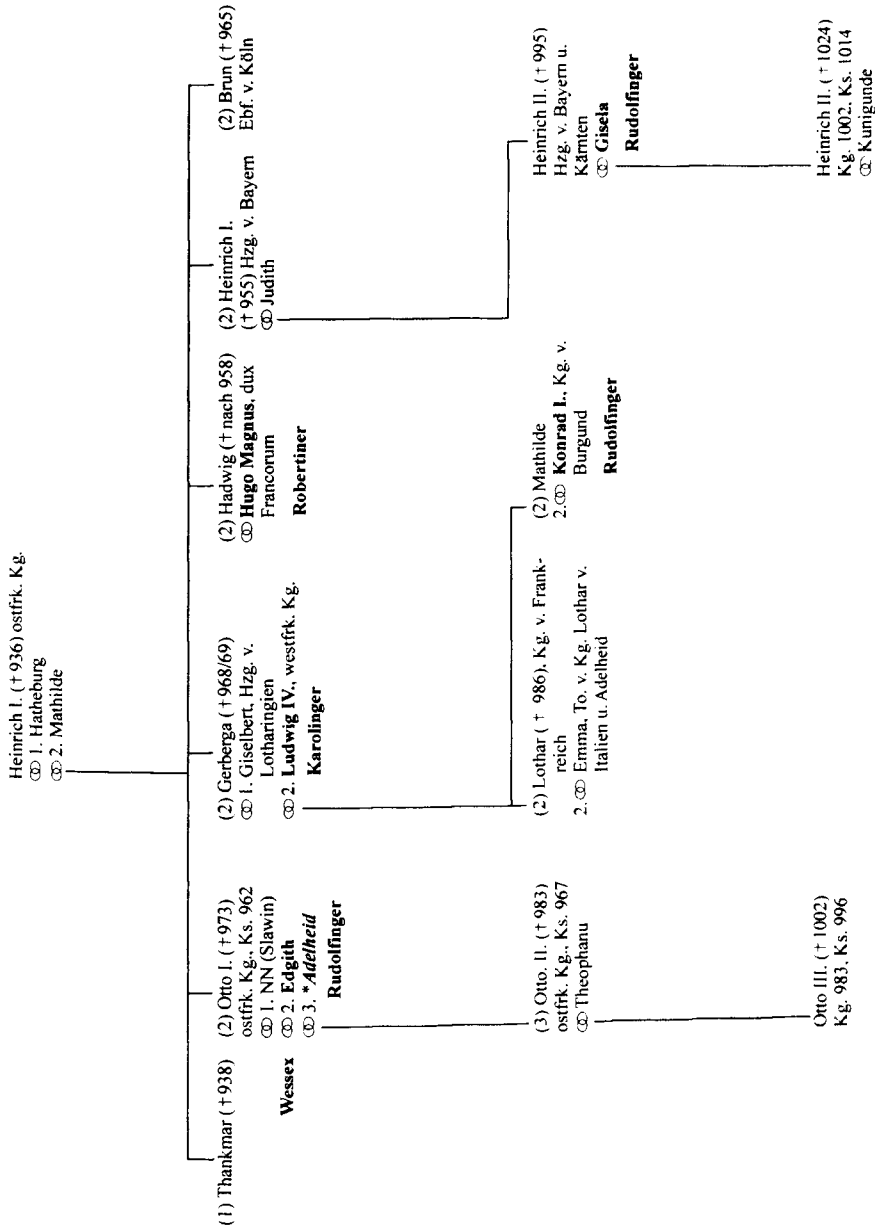 Heinrich I. (†936) ostfrk. Kg.
⚭ 1. Hatheburg
⚭ 2. Mathilde
(1) Thankmar (†938)
(2) Otto I. (†973)
ostfrk. Kg., Ks. 962
⚭ 1. NN (Slawin)
⚭ 2. Edgith
Wessex
⚭ 3. *Adelheid
Rudolfinger
(2) Gerberga (†968/69)
⚭ 1. Giselbert, Hzg. v.
Lotharingien
⚭ 2. Ludwig IV., westfrk. Kg.
Karolinger
(2) Hadwig († nach 958)
⚭ Hugo Magnus, dux
Francorum
Robertiner
(2) Heinrich I.
(†955) Hzg. v. Bayern
⚭ Judith
(2) Brun (†965)
Ebf. v. Köln
(3) Otto. II. (†983)
ostfrk. Kg., Ks. 967
⚭ Theophanu
(2) Lothar († 986), Kg. v. Frank-
reich
2.⚭ Emma, To. v. Kg. Lothar v.
Italien u. Adelheid
(2) Mathilde
2.⚭ Konrad I., Kg. v.
Burgund
Rudolfinger
Heinrich II. (†995)
Hzg. v. Bayern u.
Kärnten
⚭ Gisela
Rudolfinger
Otto III. (†1002)
Kg. 983, Ks. 996
Heinrich II. (†1024)
Kg. 1002, Ks. 1014
⚭ Kunigunde